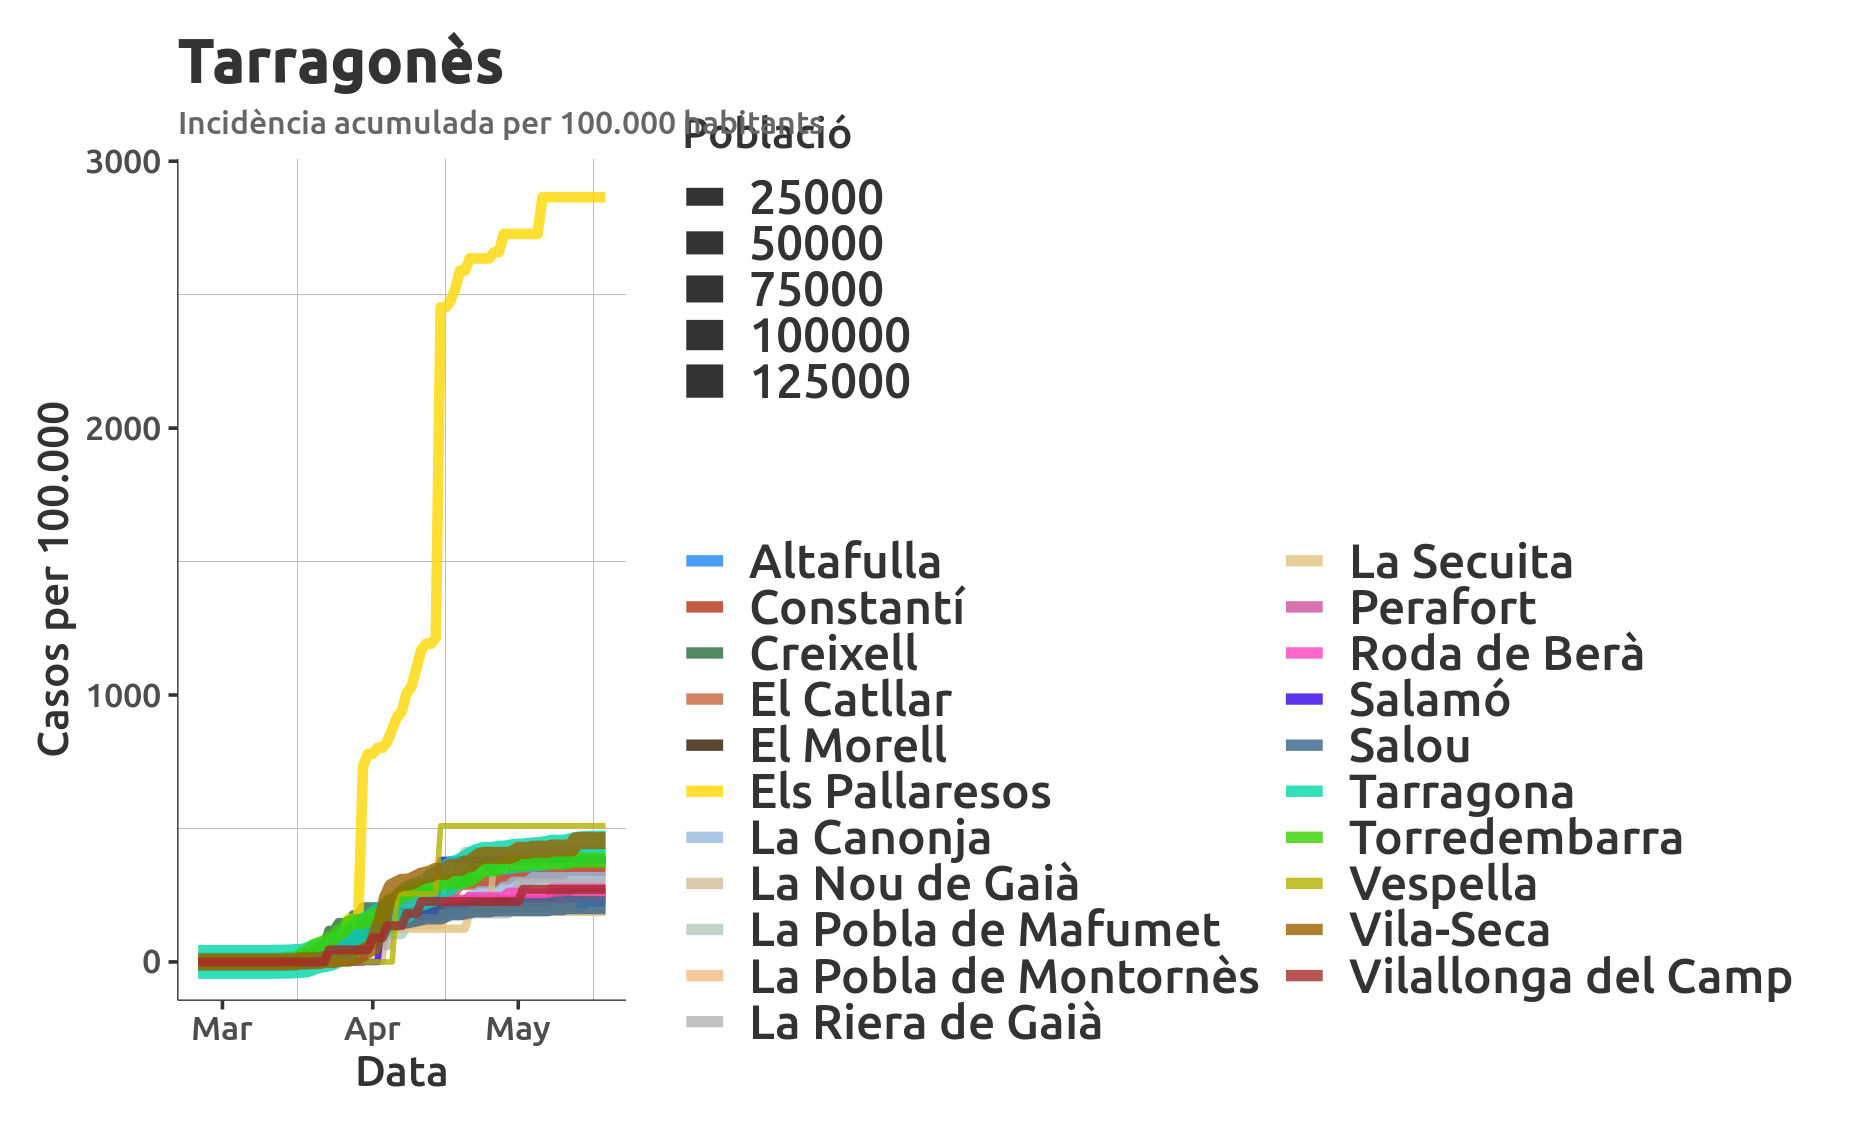 Tarragonès
Incidència acumulada per 100.000 habitants
Població
25000
50000
75000
100000
125000
3000
2000
1000
0
Casos per 100.000
Mar Apr May
Data
Altafulla
Constantí
Creixell
El Catllar
El Morell
Els Pallaresos
La Canonja
La Nou de Gaià
La Pobla de Mafumet
La Pobla de Montornès
La Riera de Gaià
La Secuita
Perafort
Roda de Berà
Salamó
Salou
Tarragona
Torredembarra
Vespella
Vila-Seca
Vilallonga del Camp